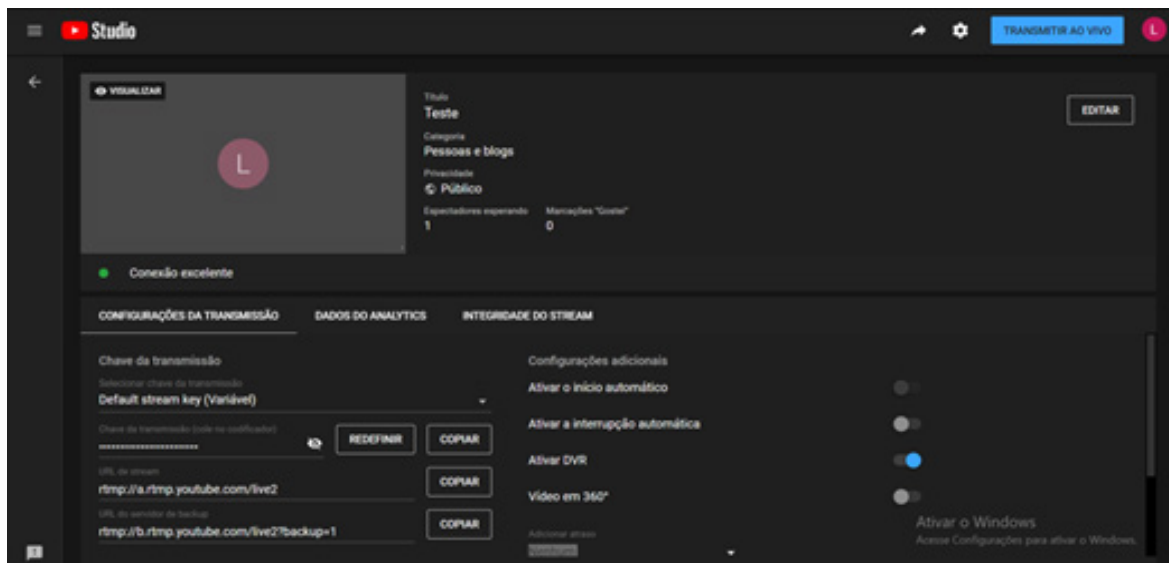 Studio
TRANSMITIR AO VIVO
L
VISUALIZAR
L
Título
Teste
EDITAR
Categoria
Pessoas e blogs
Privacidade
Público
Espectadores esperando Marcações "Gostei"
1 0
Conexão excelente
CONFIGURAÇÕES DA TRANSMISSÃO DADOS DO ANALYTICS INTEGRIDADE DO STREAM
Chave da transmissão
Selecionar chave da transmissão
Default stream key (Variável)
Chave da transmissão (cole no codificador)
REDEFINIR COPIAR
URL de stream
rtmp://a.rtmp.youtube.com/live2
COPIAR
URL do servidor de backup
rtmp://b.rtmp.youtube.com/live2?backup=1
COPIAR
Configurações adicionais
Ativar o início automático
Ativar a interrupção automática
Ativar DVR
Vídeo em 360°
Adicionar atraso
Ativar o Windows
Acesse Configurações para ativar o Windows.